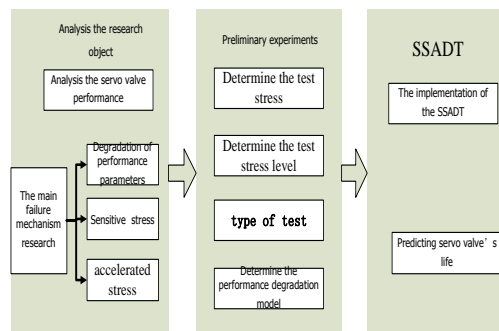 Analysis the research
object
Analysis the servo valve
performance
The main
failure
mechanism
research
Degradation of
performance
parameters
Sensitive stress
accelerated
stress
Preliminary experiments
Determine the test
stress
Determine the test
stress level
type of test
Determine the
performance degradation
model
SSADT
The implementation of
the SSADT
Predicting servo valve's
life